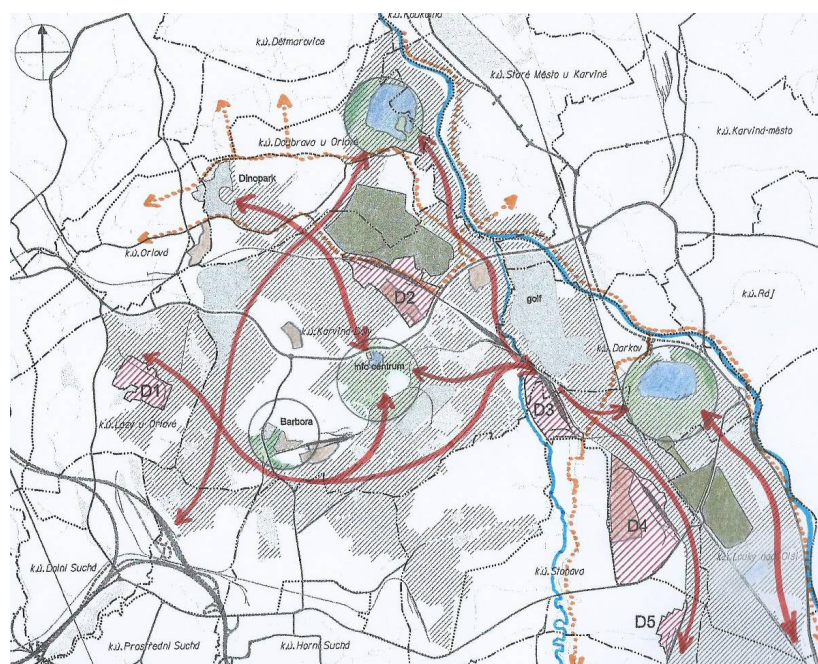 k.ú. Koukolná
k.ú. Dětmarovice
k.ú. Staré Město u Karviné
k.ú. Karviná-město
k.ú. Doubrava u Orlové
Dinopark
k.ú. Orlová
k.ú. Ráj
D2
golf
k.ú. Karviná-Doly
k.ú. Darkov
info centrum
D1
D3
Barbora
k.ú. Lazy u Orlové
D4
k.ú. Louky nad Olší
k.ú. Dolní Suchá
k.ú. Stonava
D5
k.ú. Prostřední Suchá
k.ú. Horní Suchá